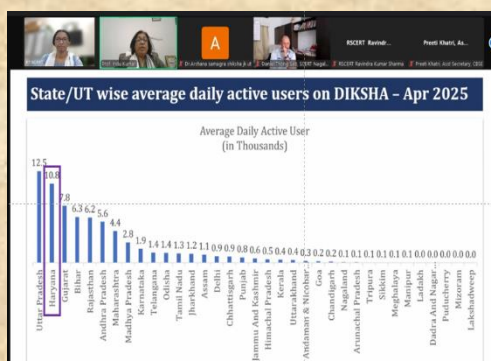 A
Dr Archana samagra shiksha jk ut
RSCERT Ravindr...
RSCERT Ravindra Kumar Sharma
Preeti Khatri, As...
State/UT wise average daily active users on DIKSHA – Apr 2025
Average Daily Active User
(in Thousands)
12.5
10.8
7.8
6.3
6.2
5.6
4.4
2.8
1.9
1.4
1.4
1.3
1.2
1.1
0.9
0.9
0.8
0.6
0.5
0.4
0.4
0.3
0.2
0.2
0.1
0.1
0.1
0.1
0.1
0.1
0.0
0.0
0.0
0.0
0.0
Uttar Pradesh
Haryana
Gujarat
Bihar
Rajasthan
Andhra Pradesh
Maharashtra
Madhya Pradesh
Karnataka
Telangana
Odisha
Tamil Nadu
Jharkhand
Assam
Delhi
Chhattisgarh
Punjab
Jammu And Kashmir
Himachal Pradesh
Kerala
Uttarakhand
Andaman & Nicobar...
Goa
Chandigarh
Nagaland
Arunachal Pradesh
Tripura
Sikkim
Meghalaya
Manipur
Ladakh
Dadra And Nagar...
Puducherry
Mizoram
Lakshadweep